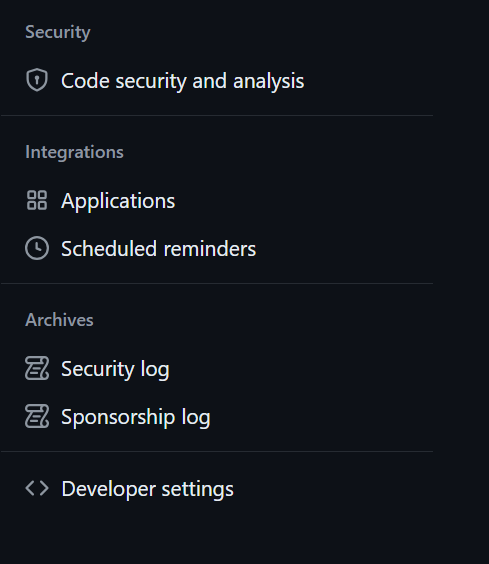 Security
Code security and analysis
Integrations
Applications
Scheduled reminders
Archives
Security log
Sponsorship log
Developer settings